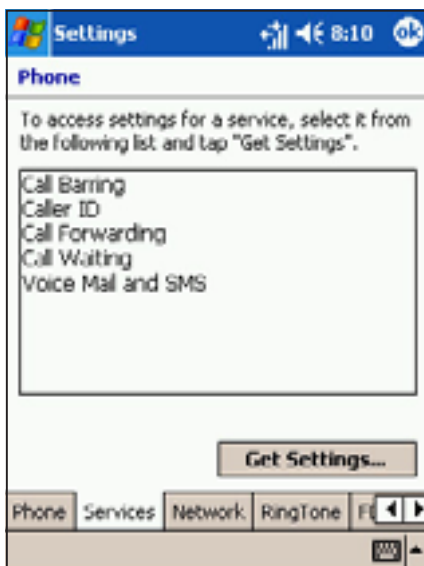 Settings 8:10 ok
Phone
To access settings for a service, select it from
the following list and tap "Get Settings".
Call Barring
Caller ID
Call Forwarding
Call Waiting
Voice Mail and SMS
Get Settings...
Phone Services Network RingTone